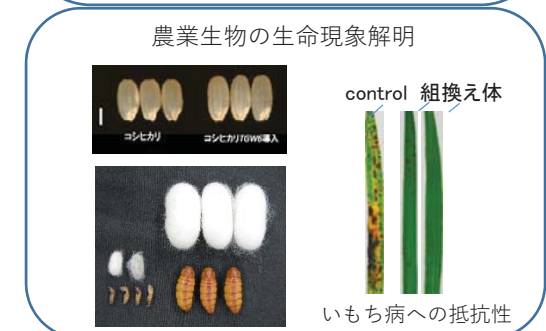 農業生物の生命現象解明
コシヒカリ
コシヒカリTGW6導入
control 組換え体
いもち病への抵抗性